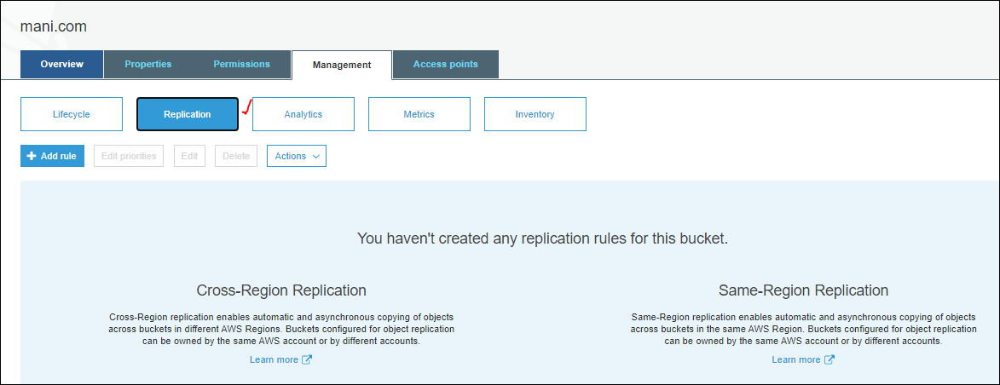 mani.com
Overview Properties Permissions Management Access points
Lifecycle Replication Analytics Metrics Inventory
Add rule Edit priorities Edit Delete Actions
You haven't created any replication rules for this bucket.
Cross-Region Replication
Cross-Region replication enables automatic and asynchronous copying of objects
across buckets in different AWS Regions. Buckets configured for object replication
can be owned by the same AWS account or by different accounts.
Learn more
Same-Region Replication
Same-Region replication enables automatic and asynchronous copying of objects
across buckets in the same AWS Region. Buckets configured for object replication
can be owned by the same AWS account or by different accounts.
Learn more